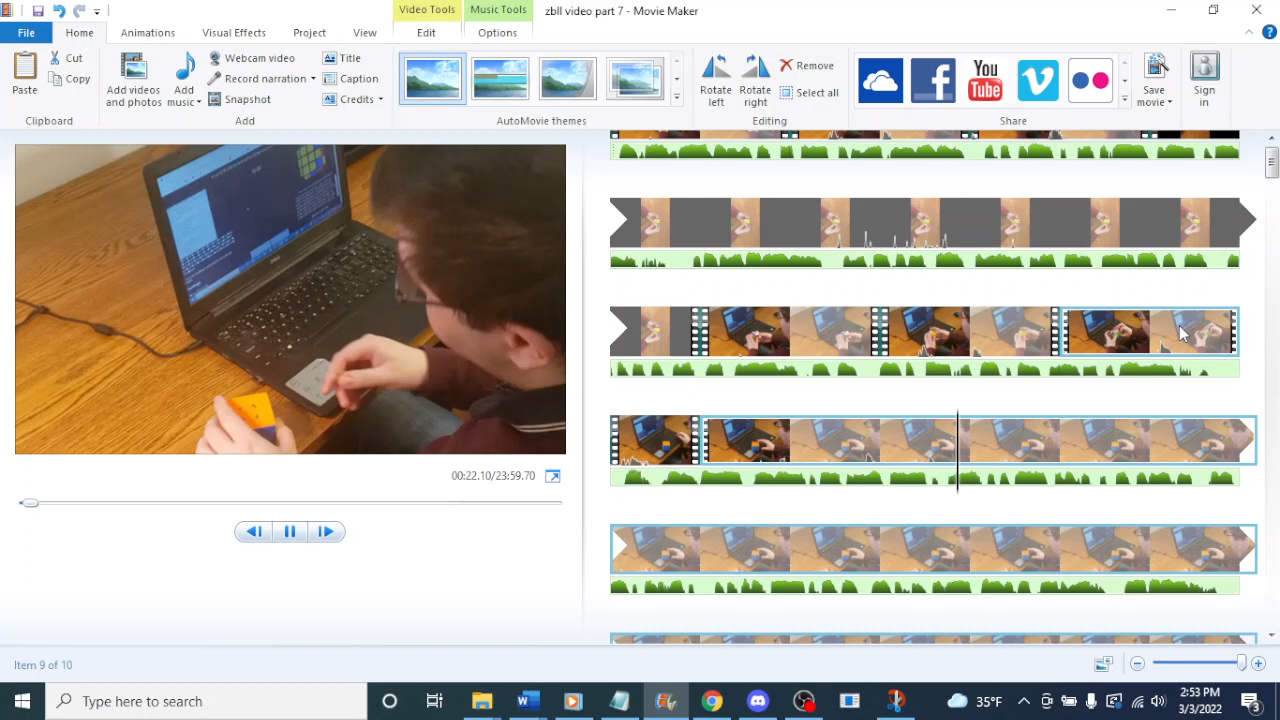 Video Tools
Music Tools
zbll video part 7 - Movie Maker
File
Home
Animations
Visual Effects
Project
View
Edit
Options
Paste
Cut
Copy
Clipboard
Add videos
and photos
Add
music
Webcam video
Record narration
Snapshot
Title
Caption
Credits
Add
AutoMovie themes
Rotate
left
Rotate
right
Remove
Select all
Editing
You
Tube
Share
Save
movie
Sign
in
00:22.10/23:59.70
Item 9 of 10
Type here to search
35°F
2:53 PM
3/3/2022
3